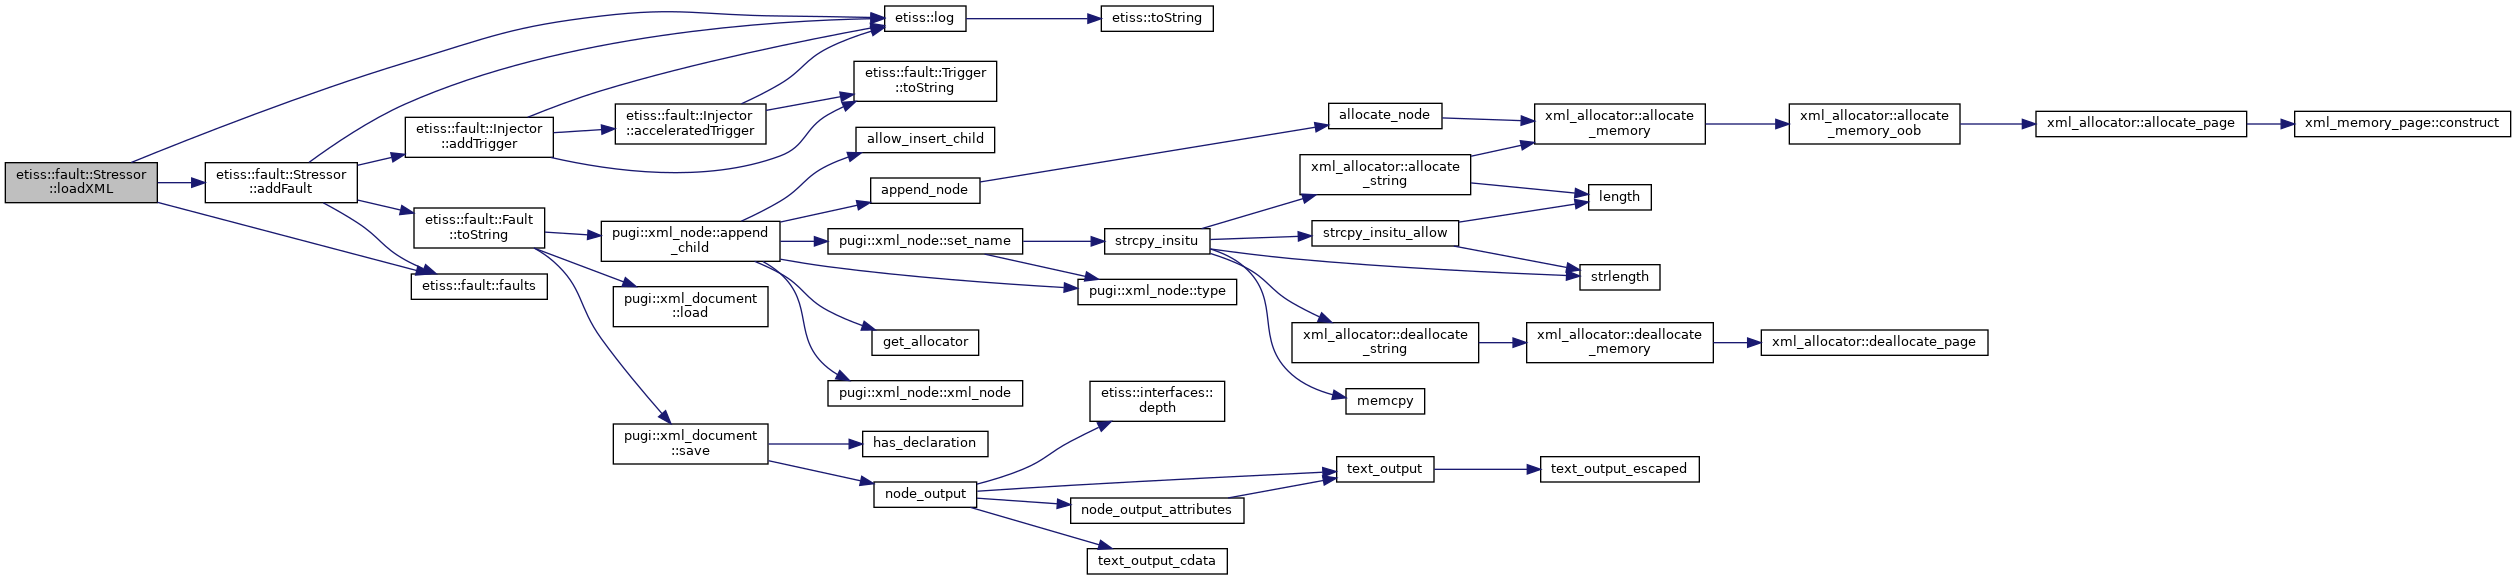 etiss::fault::Stressor
::loadXML
etiss::fault::Stressor
::addFault
etiss::fault::Injector
::addTrigger
etiss::fault::Fault
::toString
etiss::fault::faults
etiss::fault::Injector
::acceleratedTrigger
pugi::xml_node::append
_child
pugi::xml_document
::load
pugi::xml_document
::save
etiss::log
etiss::fault::Trigger
::toString
allow_insert_child
append_node
pugi::xml_node::set_name
get_allocator
pugi::xml_node::xml_node
has_declaration
node_output
etiss::toString
strcpy_insitu
pugi::xml_node::type
etiss::interfaces::
depth
node_output_attributes
text_output_cdata
allocate_node
xml_allocator::allocate
_string
strcpy_insitu_allow
xml_allocator::deallocate
_string
memcpy
text_output
xml_allocator::allocate
_memory
length
strlength
xml_allocator::deallocate
_memory
text_output_escaped
xml_allocator::allocate
_memory_oob
xml_allocator::deallocate_page
xml_allocator::allocate_page
xml_memory_page::construct